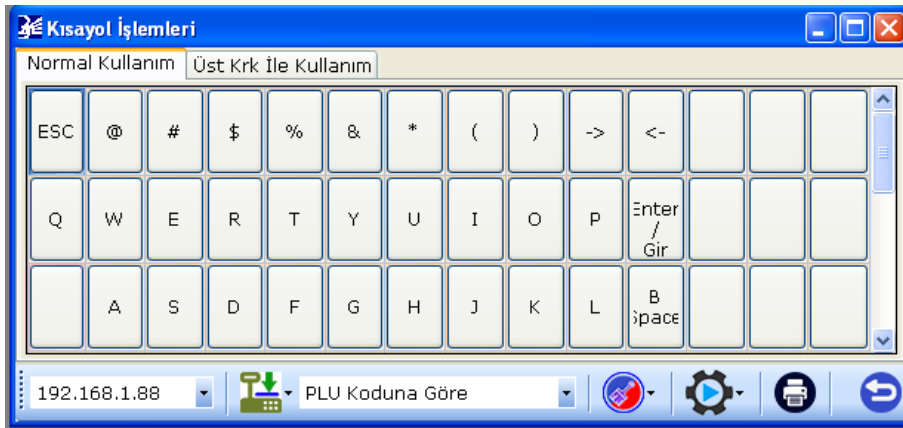 Kısayol İşlemleri
Normal Kullanım Üst Krk İle Kullanım
ESC @ # $ % & * ( ) -> <-
Q W E R T Y U I O P Enter
/
Gir
A S D F G H J K L B
Space
192.168.1.88 PLU Koduna Göre